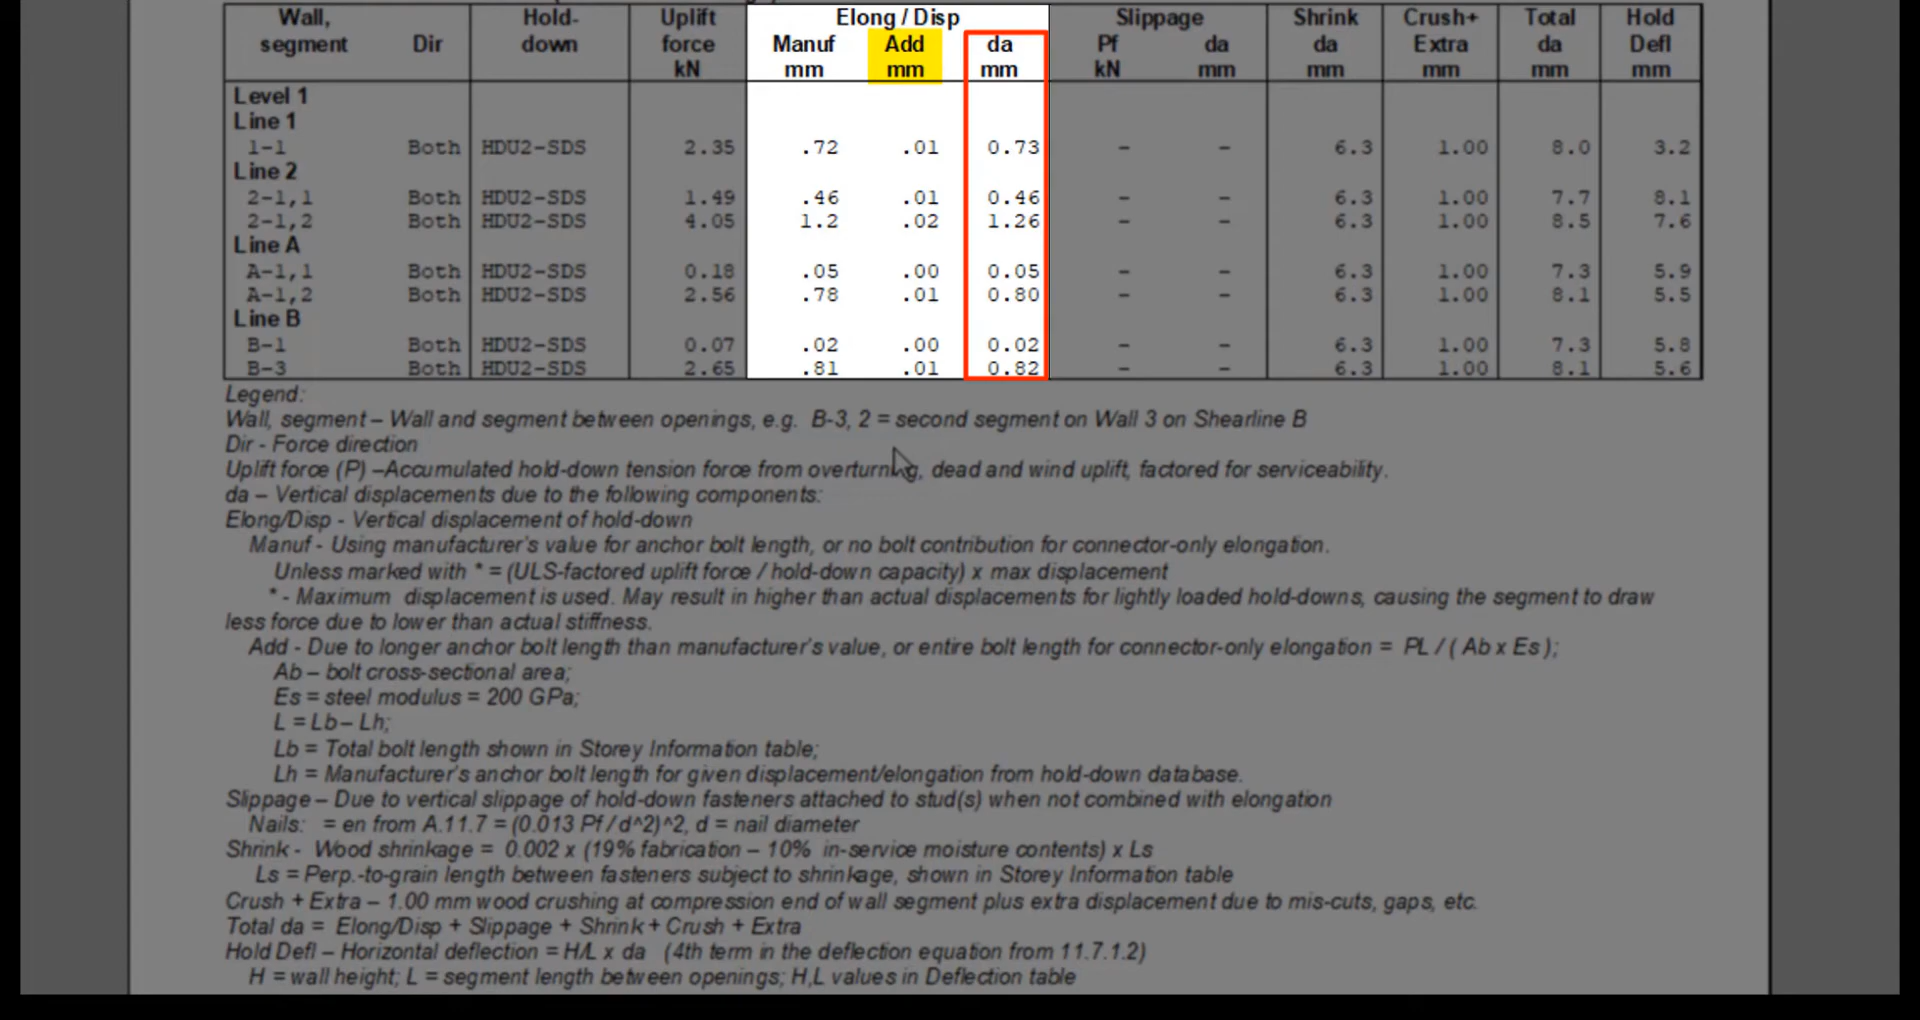 Wall, Hold- Uplift Elong / Disp Slippage Shrink Crush+ Total Hold
segment Dir down force Manuf Add da Pf da da Extra da Defl
kN mm mm mm kN mm mm mm mm mm
Level 1
Line 1
1-1 Both HDU2-SDS 2.35 .72 .01 0.73 - - 6.3 1.00 8.0 3.2
Line 2
2-1,1 Both HDU2-SDS 1.49 .46 .01 0.46 - - 6.3 1.00 7.7 8.1
2-1,2 Both HDU2-SDS 4.05 1.2 .02 1.26 - - 6.3 1.00 8.5 7.6
Line A
A-1,1 Both HDU2-SDS 0.18 .05 .00 0.05 - - 6.3 1.00 7.3 5.9
A-1,2 Both HDU2-SDS 2.56 .78 .01 0.80 - - 6.3 1.00 8.1 5.5
Line B
B-1 Both HDU2-SDS 0.07 .02 .00 0.02 - - 6.3 1.00 7.3 5.8
B-3 Both HDU2-SDS 2.65 .81 .01 0.82 - - 6.3 1.00 8.1 5.6
Legend:
Wall, segment – Wall and segment between openings, e.g. B-3, 2 = second segment on Wall 3 on Shearline B
Dir - Force direction
Uplift force (P) –Accumulated hold-down tension force from overturning, dead and wind uplift, factored for serviceability.
da – Vertical displacements due to the following components:
Elong/Disp - Vertical displacement of hold-down
Manuf - Using manufacturer's value for anchor bolt length, or no bolt contribution for connector-only elongation.
Unless marked with * = (ULS-factored uplift force / hold-down capacity) x max displacement
* - Maximum displacement is used. May result in higher than actual displacements for lightly loaded hold-downs, causing the segment to draw
less force due to lower than actual stiffness.
Add - Due to longer anchor bolt length than manufacturer's value, or entire bolt length for connector-only elongation = PL / ( Ab x Es );
Ab – bolt cross-sectional area;
Es = steel modulus = 200 GPa;
L = Lb – Lh;
Lb = Total bolt length shown in Storey Information table;
Lh = Manufacturer's anchor bolt length for given displacement/elongation from hold-down database.
Slippage – Due to vertical slippage of hold-down fasteners attached to stud(s) when not combined with elongation
Nails: = en from A.11.7 = (0.013 Pf / d^2)^2, d = nail diameter
Shrink - Wood shrinkage = 0.002 x (19% fabrication – 10% in-service moisture contents) x Ls
Ls = Perp.-to-grain length between fasteners subject to shrinkage, shown in Storey Information table
Crush + Extra – 1.00 mm wood crushing at compression end of wall segment plus extra displacement due to mis-cuts, gaps, etc.
Total da = Elong/Disp + Slippage + Shrink + Crush + Extra
Hold Defl – Horizontal deflection = H/L x da (4th term in the deflection equation from 11.7.1.2)
H = wall height; L = segment length between openings; H,L values in Deflection table